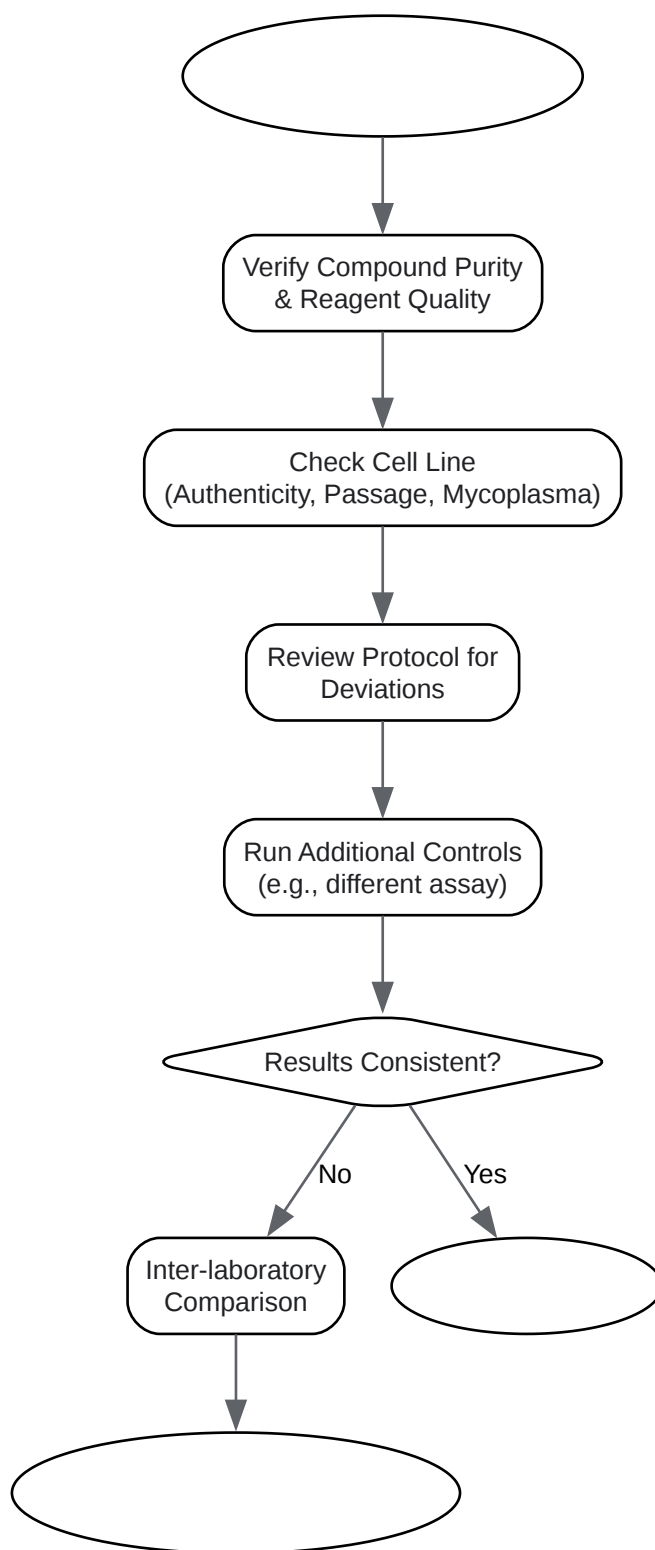 Verify Compound Purity
& Reagent Quality
Check Cell Line
(Authenticity, Passage, Mycoplasma)
Review Protocol for
Deviations
Run Additional Controls
(e.g., different assay)
Results Consistent?
No
Yes
Inter-laboratory
Comparison